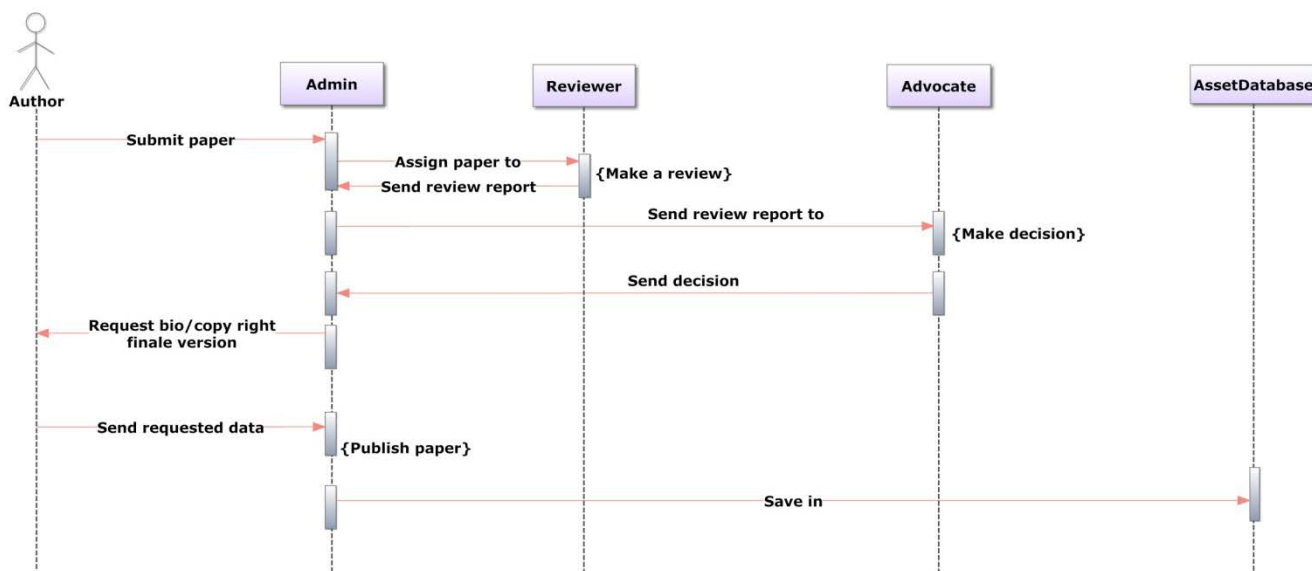 Author
Admin
Reviewer
Advocate
AssetDatabase
Submit paper
Assign paper to
{Make a review}
Send review report
Send review report to
{Make decision}
Send decision
Request bio/copy right
finale version
Send requested data
{Publish paper}
Save in